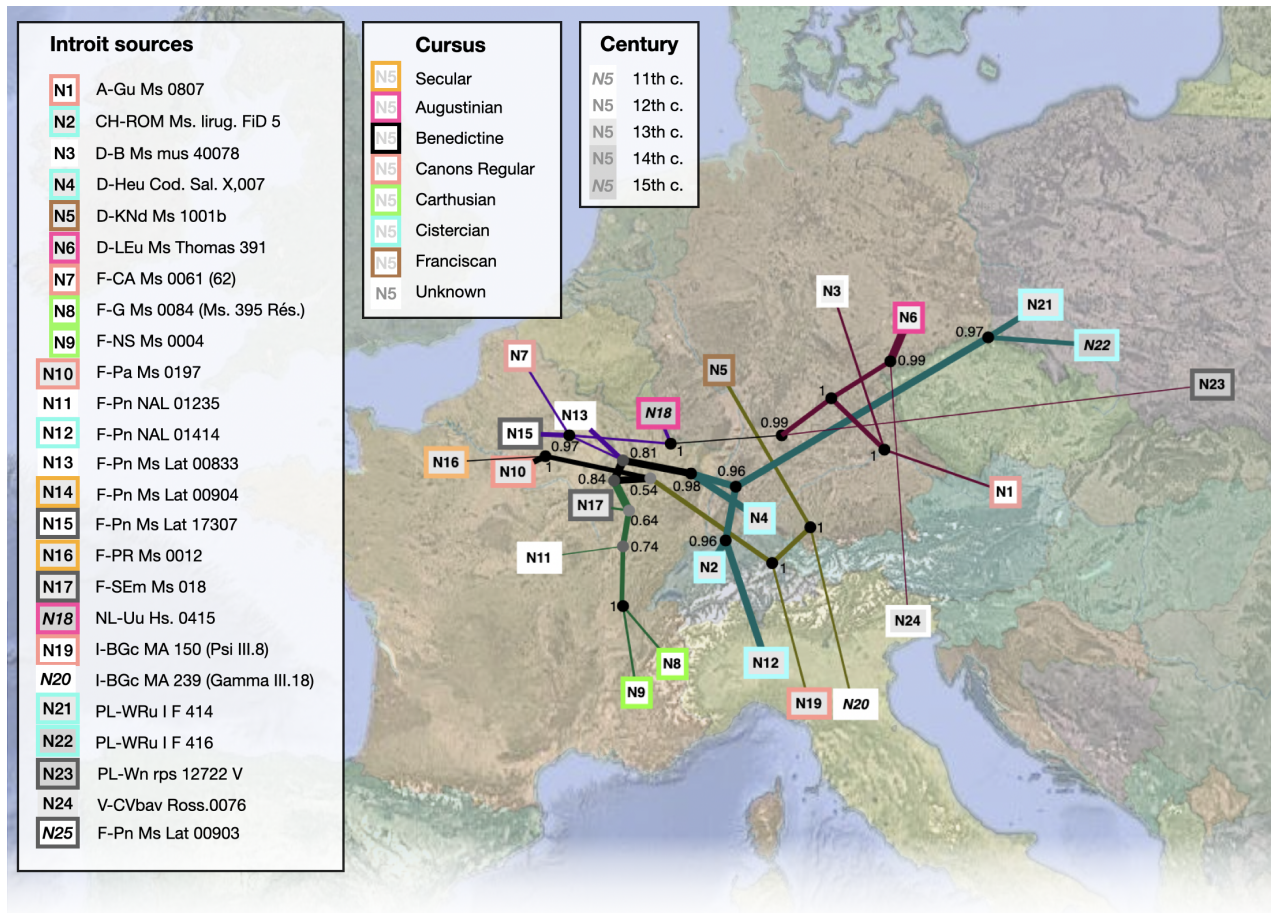 Introit sources
N1 A-Gu Ms 0807
N2 CH-ROM Ms. lirug. FiD 5
N3 D-B Ms mus 40078
N4 D-Heu Cod. Sal. X,007
N5 D-KNd Ms 1001b
N6 D-LEu Ms Thomas 391
N7 F-CA Ms 0061 (62)
N8 F-G Ms 0084 (Ms. 395 Rés.)
N9 F-NS Ms 0004
N10 F-Pa Ms 0197
N11 F-Pn NAL 01235
N12 F-Pn NAL 01414
N13 F-Pn Ms Lat 00833
N14 F-Pn Ms Lat 00904
N15 F-Pn Ms Lat 17307
N16 F-PR Ms 0012
N17 F-SEm Ms 018
N18 NL-Uu Hs. 0415
N19 I-BGc MA 150 (Psi III.8)
N20 I-BGc MA 239 (Gamma III.18)
N21 PL-WRu I F 414
N22 PL-WRu I F 416
N23 PL-Wn rps 12722 V
N24 V-CVbav Ross.0076
N25 F-Pn Ms Lat 00903
Cursus
N5 Secular
N5 Augustinian
N5 Benedictine
N5 Canons Regular
N5 Carthusian
N5 Cistercian
N5 Franciscan
N5 Unknown
Century
N5 11th c.
N5 12th c.
N5 13th c.
N5 14th c.
N5 15th c.
N3
N21
N6
0.97
N22
N7
0.99
N5
N23
1
N13
N18
0.99
N15
0.97
1
1
0.81
N16
1
N10
0.96
0.84
0.54
0.98
N1
N17
N4
0.64
1
0.96
0.74
N11
N2
1
1
N24
N8
N12
N9
N19
N20